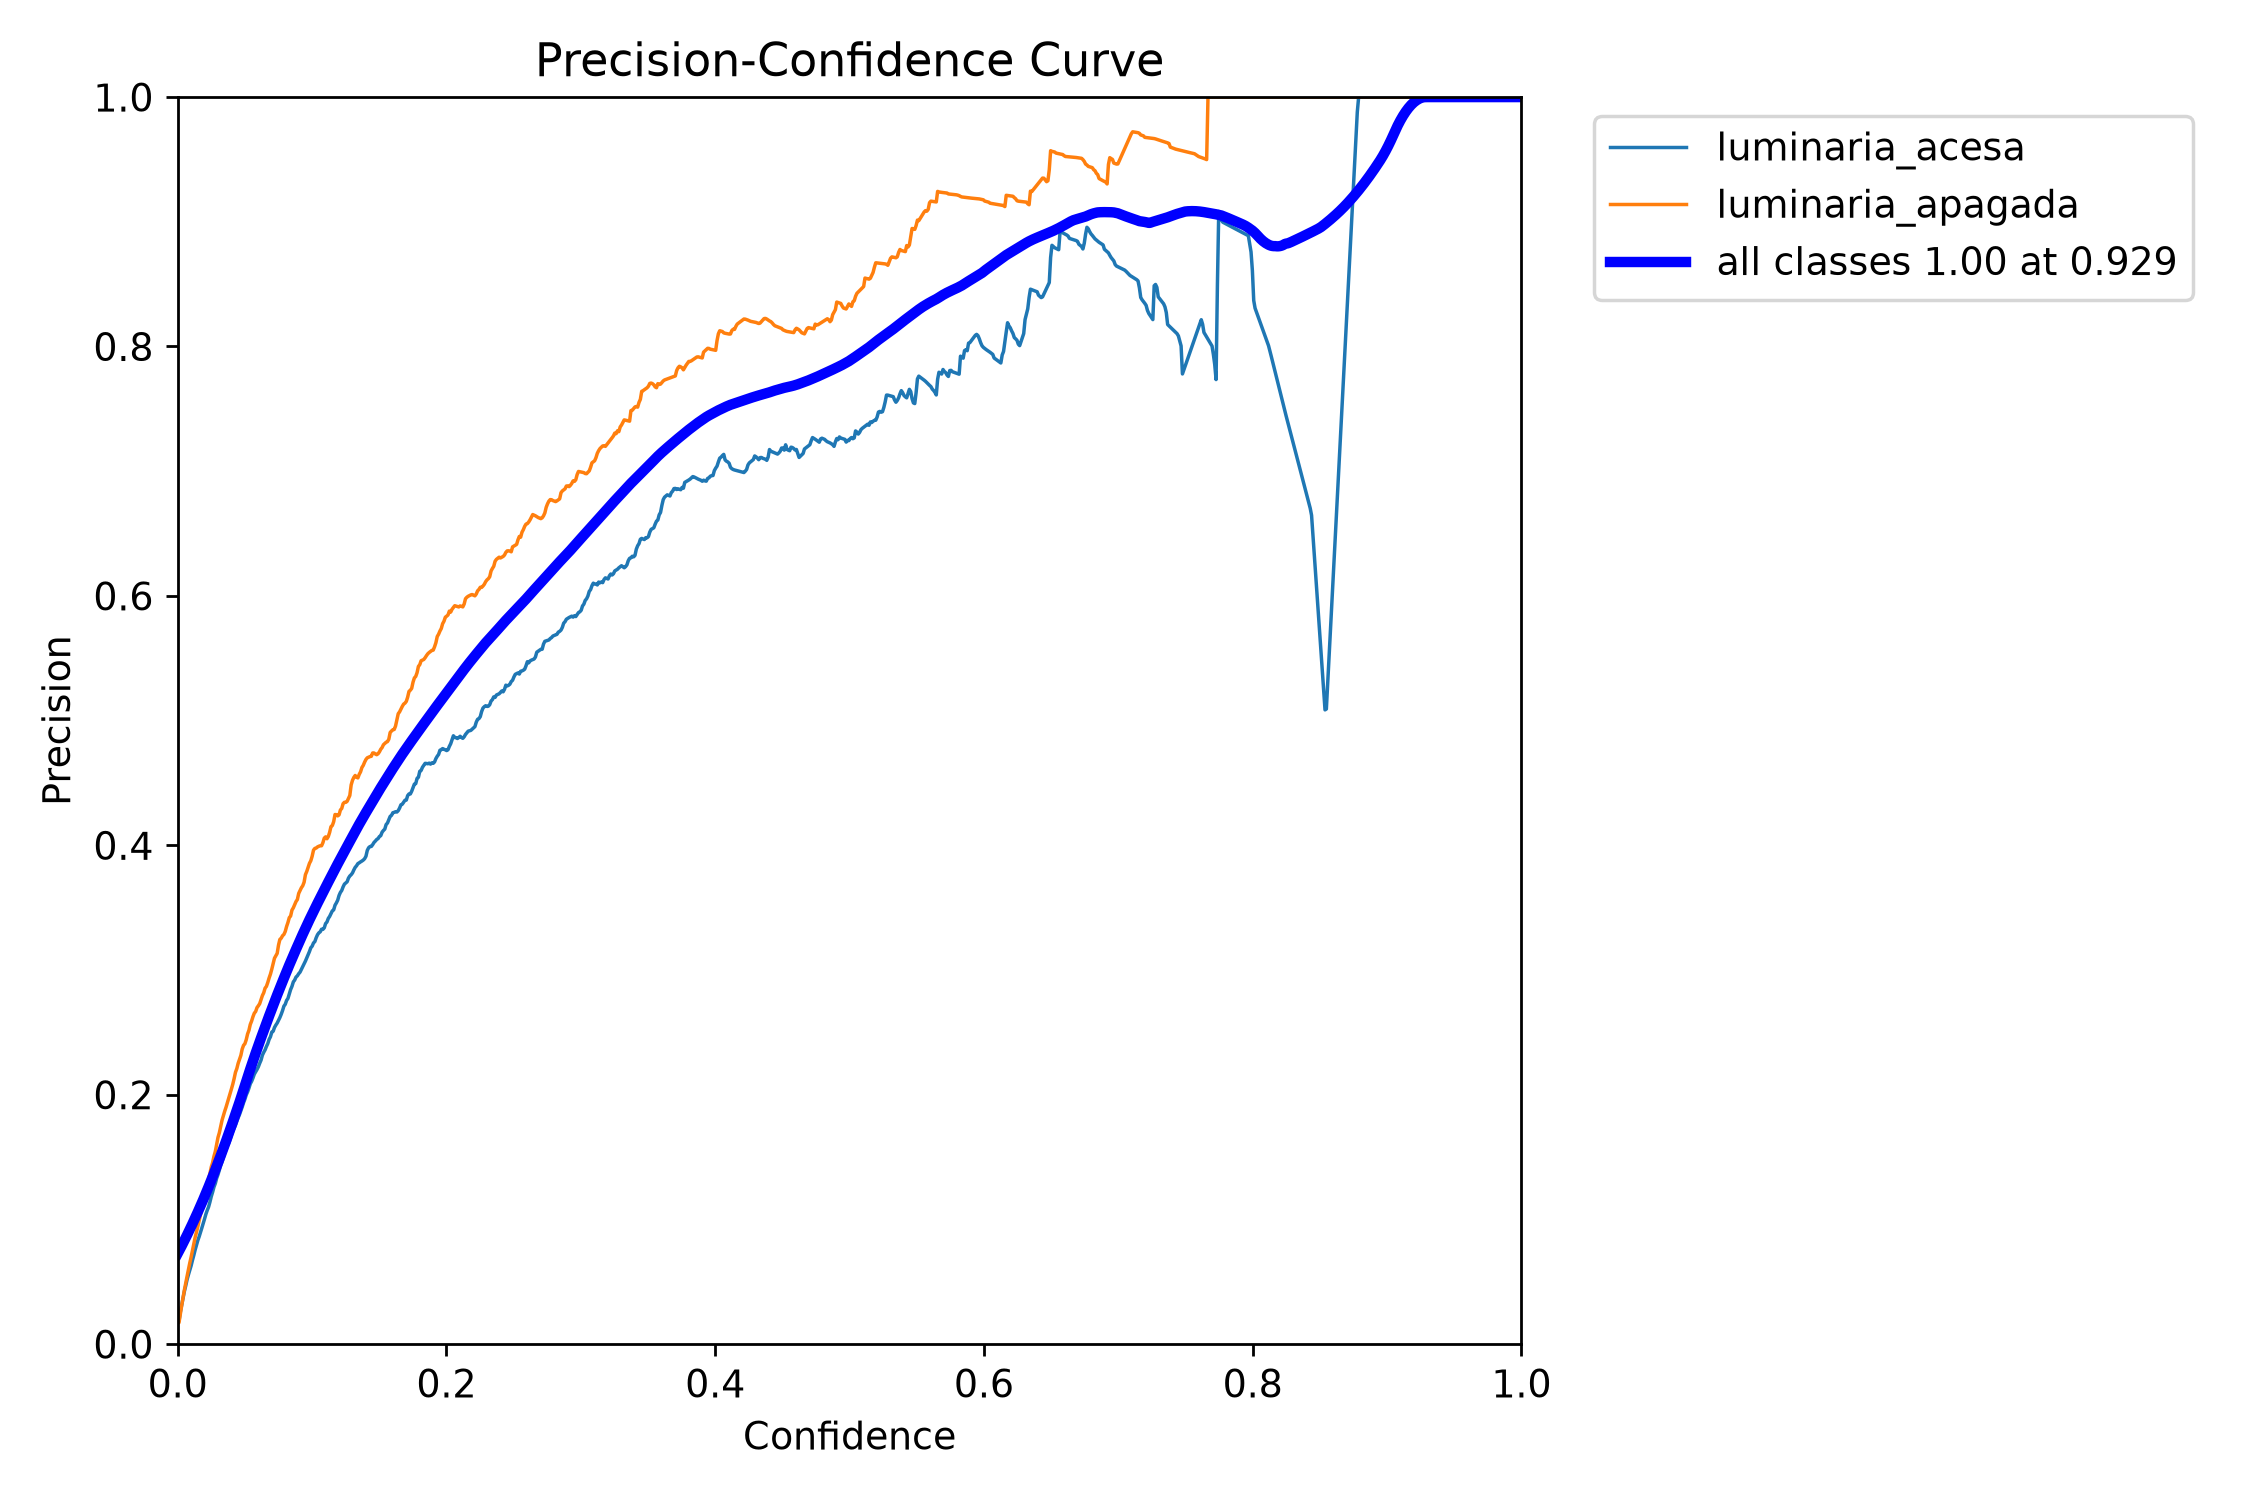 Precision-Confidence Curve
1.0
0.8
0.6
0.4
0.2
0.0
Precision
0.0 0.2 0.4 0.6 0.8 1.0
Confidence
luminaria_acesa
luminaria_apagada
all classes 1.00 at 0.929